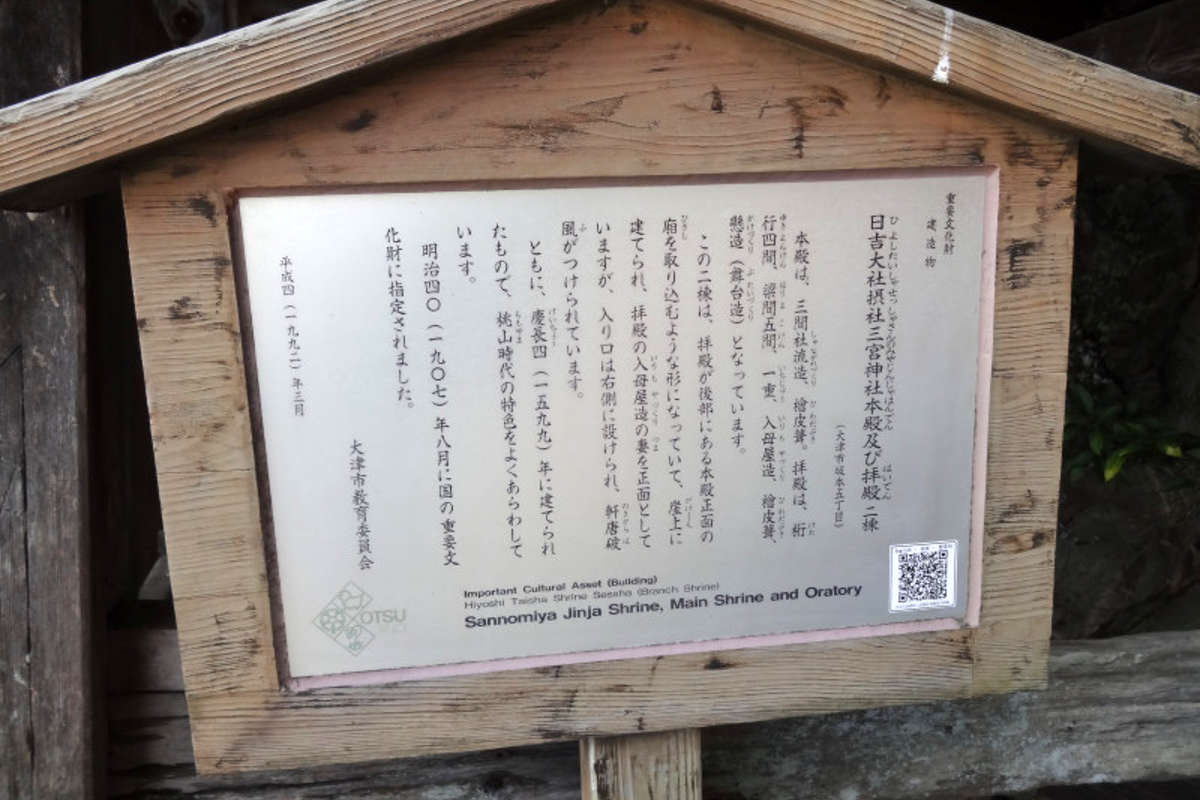 重要文化財
建造物
日吉大社摂社三宮神社本殿及び拝殿 二棟
(大津市坂本五丁目)
本殿は、三間社流造、檜皮葺。拝殿は、桁
行四間、梁間五間、一重、入母屋造、檜皮葺、
懸造(舞台造)となっています。
この二棟は、拝殿が後部にある本殿正面の
廂を取り込むような形になっていて、崖上に
建てられ、拝殿の入母屋造の妻を正面として
いますが、入り口は右側に設けられ、軒唐破
風がつけられています。
ともに、慶長四(一五九九)年に建てられ
たもので、桃山時代の特色をよくあらわして
います。
明治四〇(一九〇七)年八月に国の重要文
化財に指定されました。
大津市教育委員会
平成四(一九九二)年三月
Important Cultural Asset (Building)
Hiyoshi Taisha Shrine Sessha (Branch Shrine)
Sannomiya Jinja Shrine, Main Shrine and Oratory
OTSU